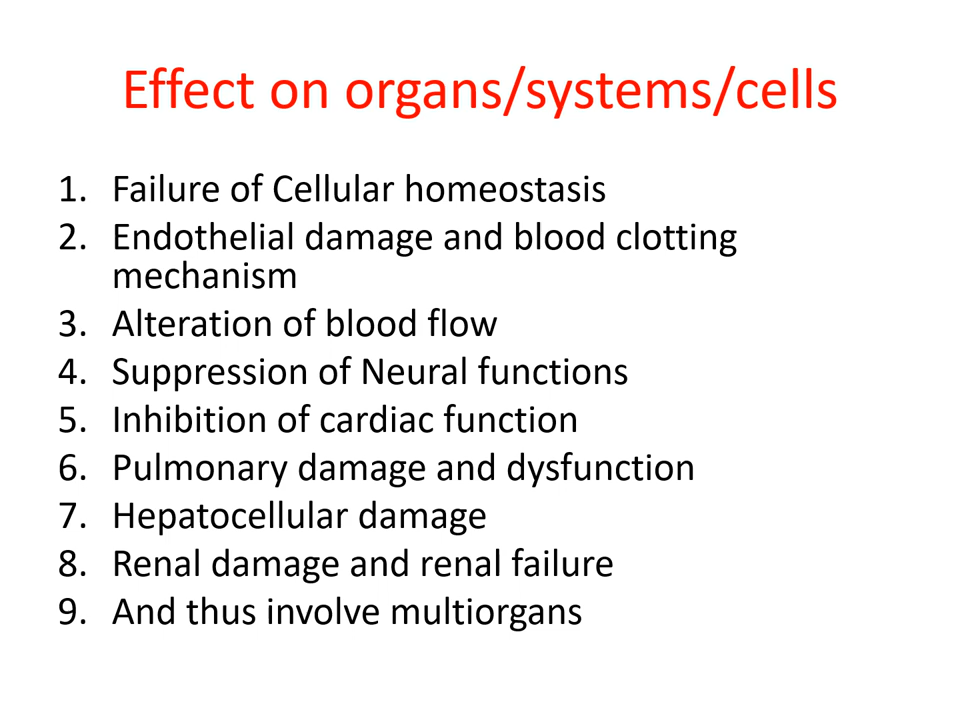 Effect on organs/systems/cells
1. Failure of Cellular homeostasis
2. Endothelial damage and blood clotting
mechanism
3. Alteration of blood flow
4. Suppression of Neural functions
5. Inhibition of cardiac function
6. Pulmonary damage and dysfunction
7. Hepatocellular damage
8. Renal damage and renal failure
9. And thus involve multiorgans